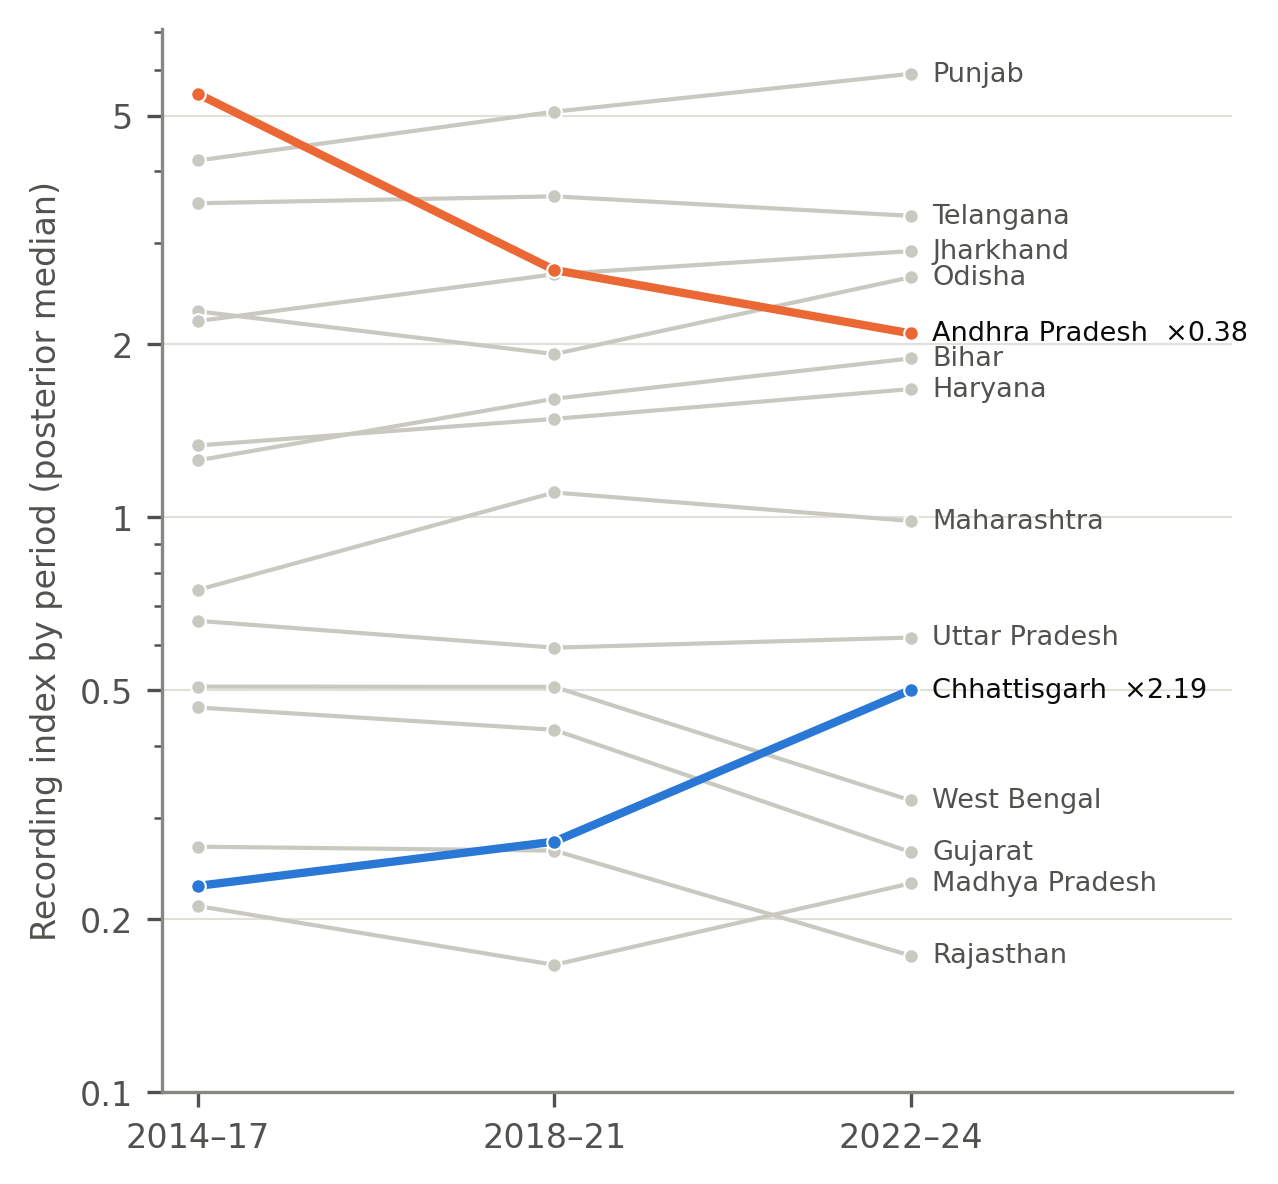 Recording index by period (posterior median)
5
2
1
0.5
0.2
0.1
Punjab
Telangana
Jharkhand
Odisha
Andhra Pradesh ×0.38
Bihar
Haryana
Maharashtra
Uttar Pradesh
Chhattisgarh ×2.19
West Bengal
Gujarat
Madhya Pradesh
Rajasthan
2014–17
2018–21
2022–24